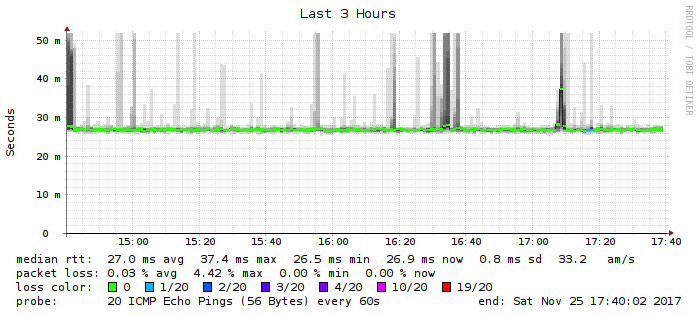 Last 3 Hours
RRDTOOL / TOBI OETIKER
Seconds
50 m
40 m
30 m
20 m
10 m
0
15:00 15:20 15:40 16:00 16:20 16:40 17:00 17:20 17:40
median rtt: 27.0 ms avg 37.4 ms max 26.5 ms min 26.9 ms now 0.8 ms sd 33.2 am/s
packet loss: 0.03 % avg 4.42 % max 0.00 % min 0.00 % now
loss color: 0 1/20 2/20 3/20 4/20 10/20 19/20
probe: 20 ICMP Echo Pings (56 Bytes) every 60s end: Sat Nov 25 17:40:02 2017